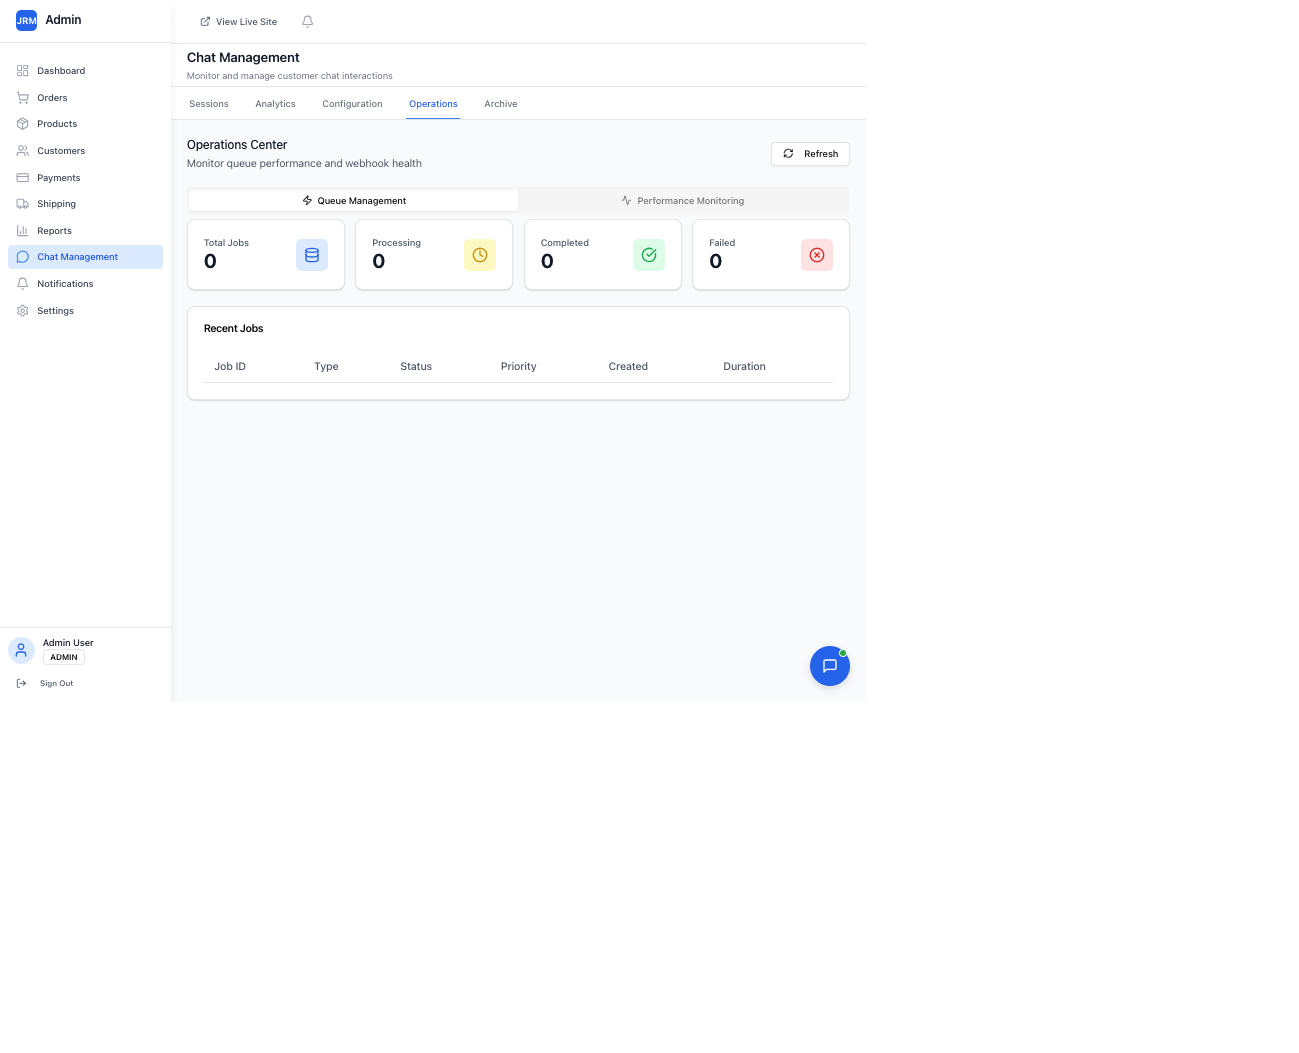 JRM Admin
View Live Site
Dashboard
Orders
Products
Customers
Payments
Shipping
Reports
Chat Management
Notifications
Settings
Admin User
ADMIN
Sign Out
Chat Management
Monitor and manage customer chat interactions
Sessions Analytics Configuration Operations Archive
Operations Center
Monitor queue performance and webhook health
Refresh
Queue Management Performance Monitoring
Total Jobs
0
Processing
0
Completed
0
Failed
0
Recent Jobs
Job ID Type Status Priority Created Duration